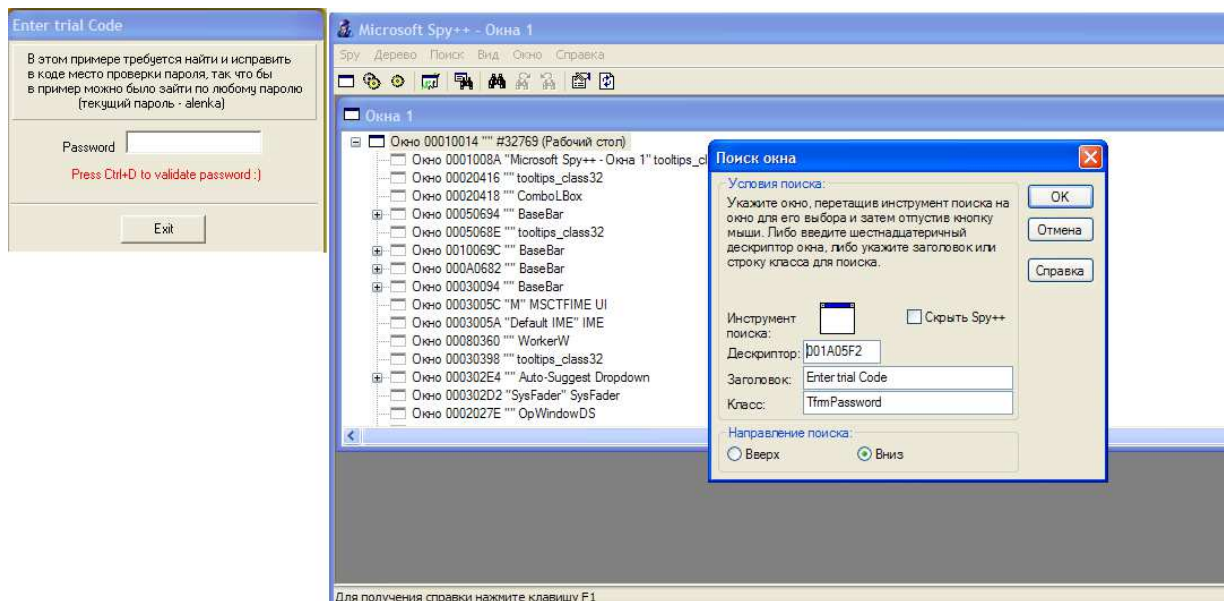 Enter trial Code
В этом примере требуется найти и исправить
в коде место проверки пароля, так что бы
в пример можно было зайти по любому паролю
(текущий пароль - alenka)
Password
Press Ctrl+D to validate password :)
Exit
Microsoft Spy++ - Окна 1
Spy Дерево Поиск Вид Окно Справка
Окна 1
Окно 00010014 "" #32769 (Рабочий стол)
Окно 0001008A "Microsoft Spy++ - Окна 1" tooltips_cl
Окно 00020416 "" tooltips_class32
Окно 00020418 "" ComboLBox
Окно 00050694 "" BaseBar
Окно 0005068E "" tooltips_class32
Окно 0010069C "" BaseBar
Окно 000A0682 "" BaseBar
Окно 00030094 "" BaseBar
Окно 0003005C "M" MSCTFIME UI
Окно 0003005A "Default IME" IME
Окно 00080360 "" WorkerW
Окно 00030398 "" tooltips_class32
Окно 000302E4 "" Auto-Suggest Dropdown
Окно 000302D2 "SysFader" SysFader
Окно 0002027E "" OpWindowDS
Поиск окна
Условия поиска:
Укажите окно, перетащив инструмент поиска на
окно для его выбора и затем отпустив кнопку
мыши. Либо введите шестнадцатеричный
дескриптор окна, либо укажите заголовок или
строку класса для поиска.
OK
Отмена
Справка
Инструмент
поиска:
Скрыть Spy++
Дескриптор: 001A05F2
Заголовок: Enter trial Code
Класс: TfrmPassword
Направление поиска:
Вверх Вниз
Для получения справки нажмите клавишу F1